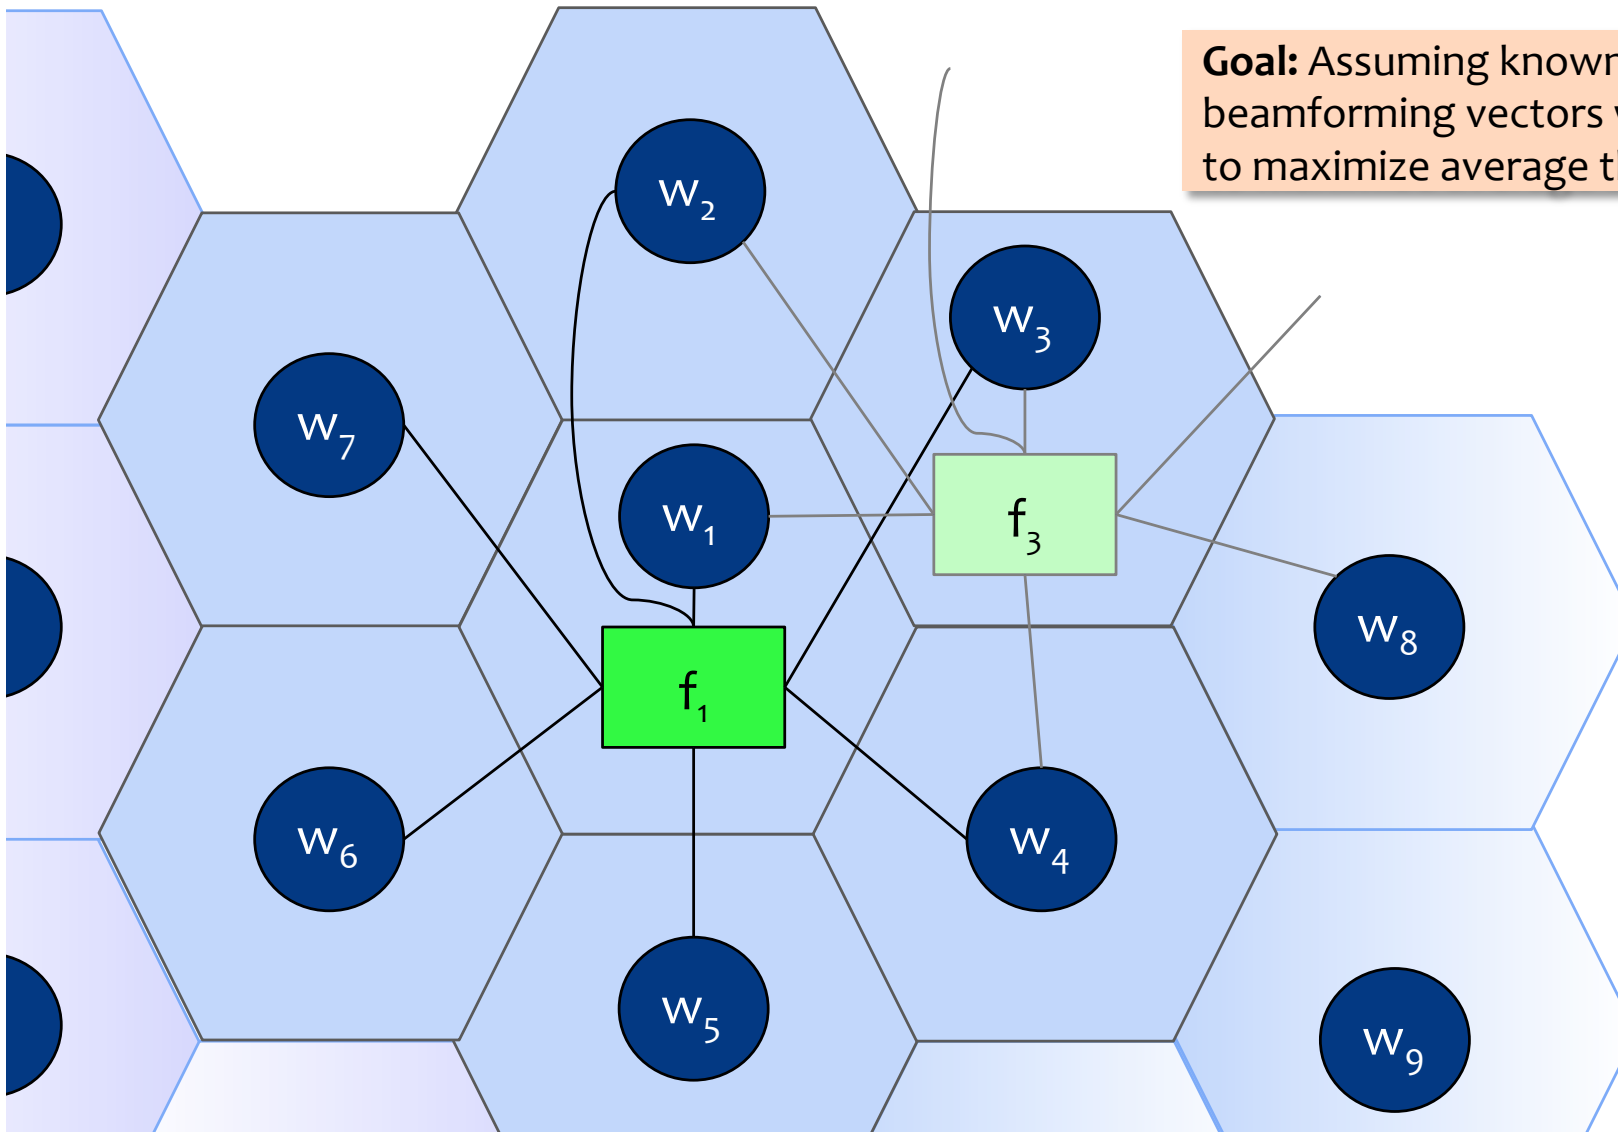 Goal: Assuming known
beamforming vectors
to maximize average
w₂
w₃
w₇
w₁
f₃
w₈
f₁
w₆
w₄
w₅
w₉